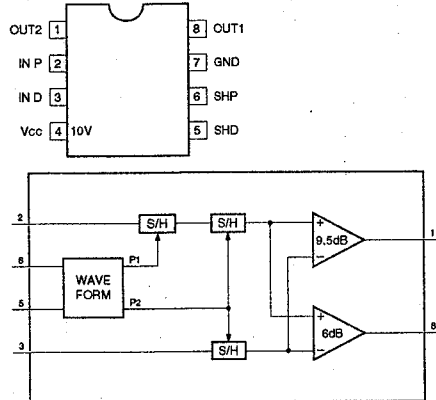 OUT2 1 8 OUT1
IN P 2 7 GND
IN D 3 6 SHP
Vcc 4 10V 5 SHD
2 S/H S/H + 9.5dB - 1
6 WAVE FORM P1
5 P2
+ 6dB - 8
3 S/H